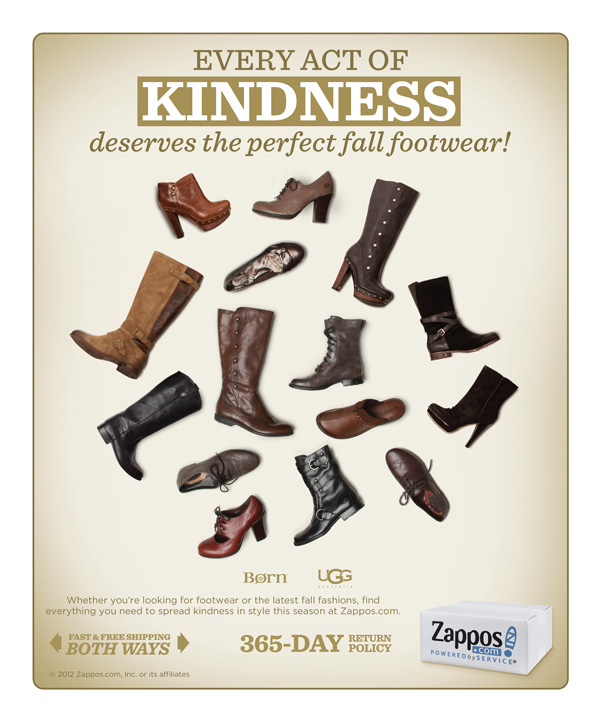 EVERY ACT OF
KINDNESS
deserves the perfect fall footwear!
Børn
UGG
australia
Whether you're looking for footwear or the latest fall fashions, find
everything you need to spread kindness in style this season at Zappos.com.
FAST & FREE SHIPPING
BOTH WAYS
365-DAY RETURN
POLICY
Zappos!
.com
POWERED by SERVICE®
© 2012 Zappos.com, Inc. or its affiliates